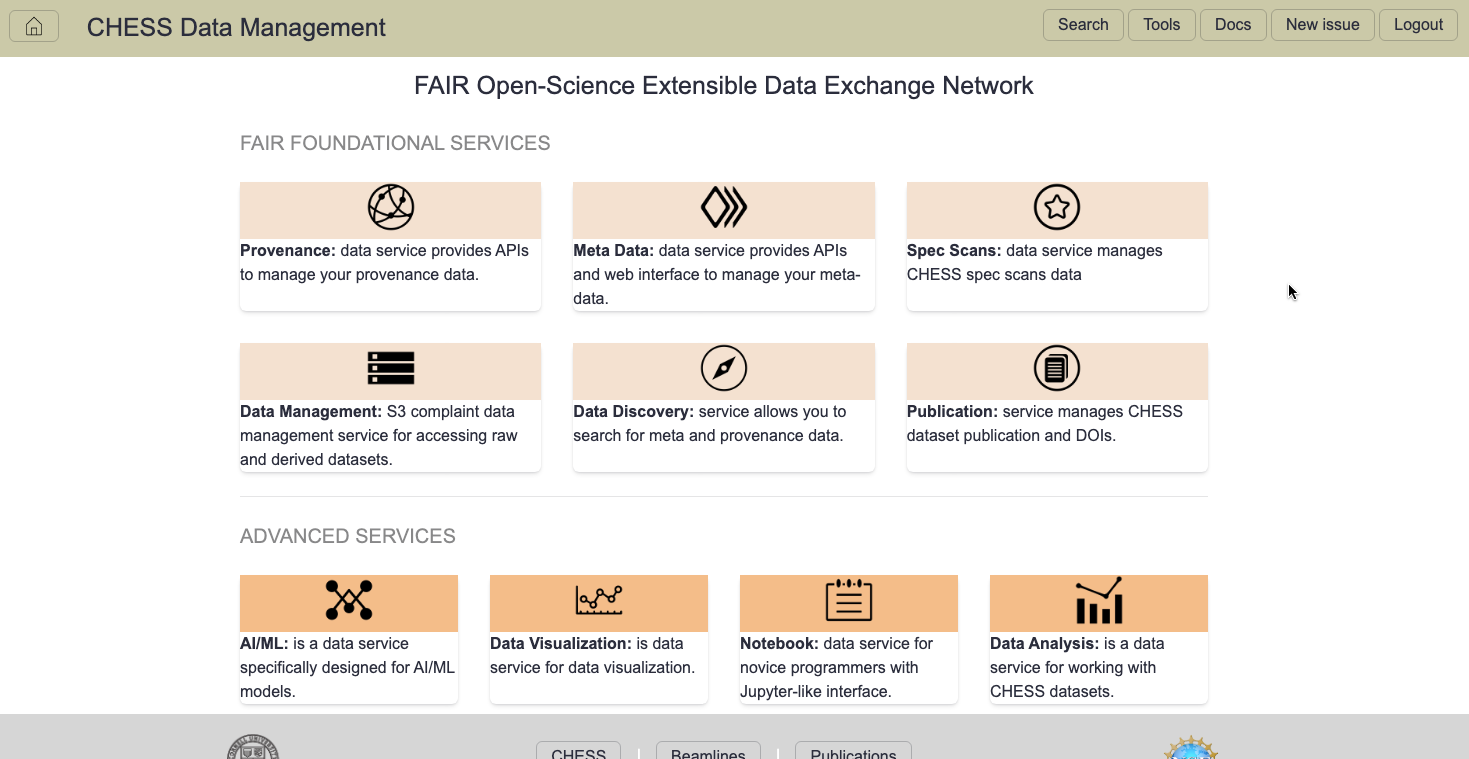 CHESS Data Management
Search
Tools
Docs
New issue
Logout
FAIR Open-Science Extensible Data Exchange Network
FAIR FOUNDATIONAL SERVICES
Provenance: data service provides APIs
to manage your provenance data.
Meta Data: data service provides APIs
and web interface to manage your meta-
data.
Spec Scans: data service manages
CHESS spec scans data
Data Management: S3 complaint data
management service for accessing raw
and derived datasets.
Data Discovery: service allows you to
search for meta and provenance data.
Publication: service manages CHESS
dataset publication and DOIs.
ADVANCED SERVICES
AI/ML: is a data service
specifically designed for AI/ML
models.
Data Visualization: is data
service for data visualization.
Notebook: data service for
novice programmers with
Jupyter-like interface.
Data Analysis: is a data
service for working with
CHESS datasets.
CHESS
Beamlines
Publications